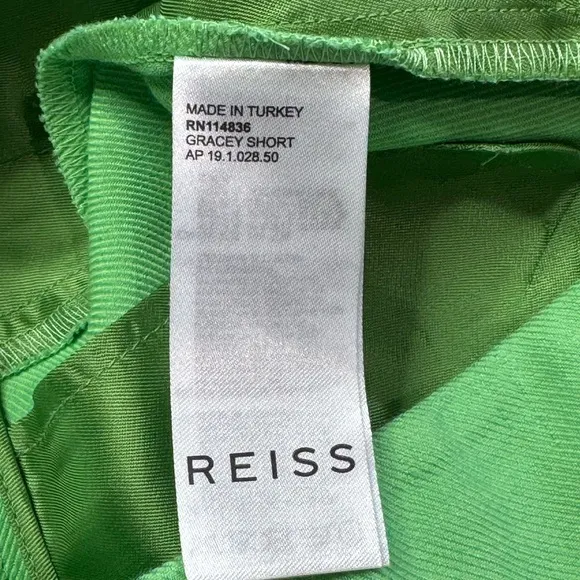 MADE IN TURKEY
RN114836
GRACEY SHORT
AP 19.1.028.50
REISS